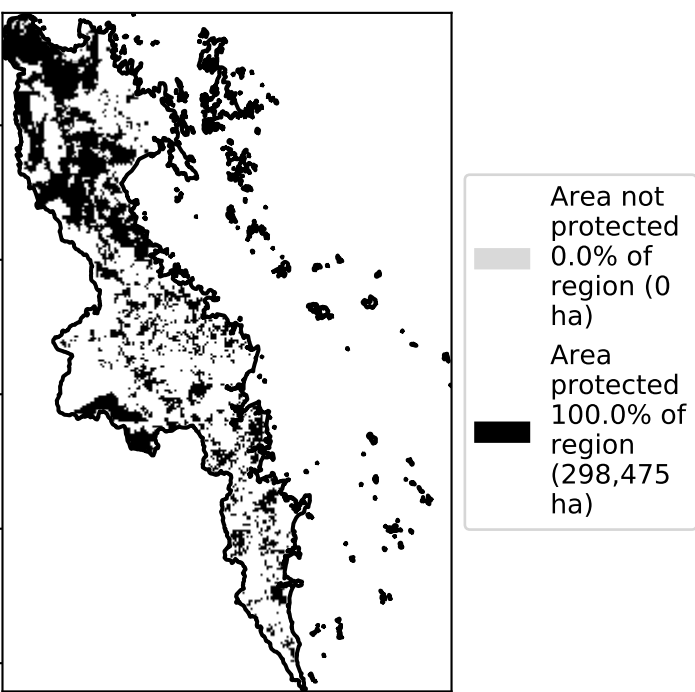 Area not
protected
0.0% of
region (0
ha)
Area
protected
100.0% of
region
(298,475
ha)